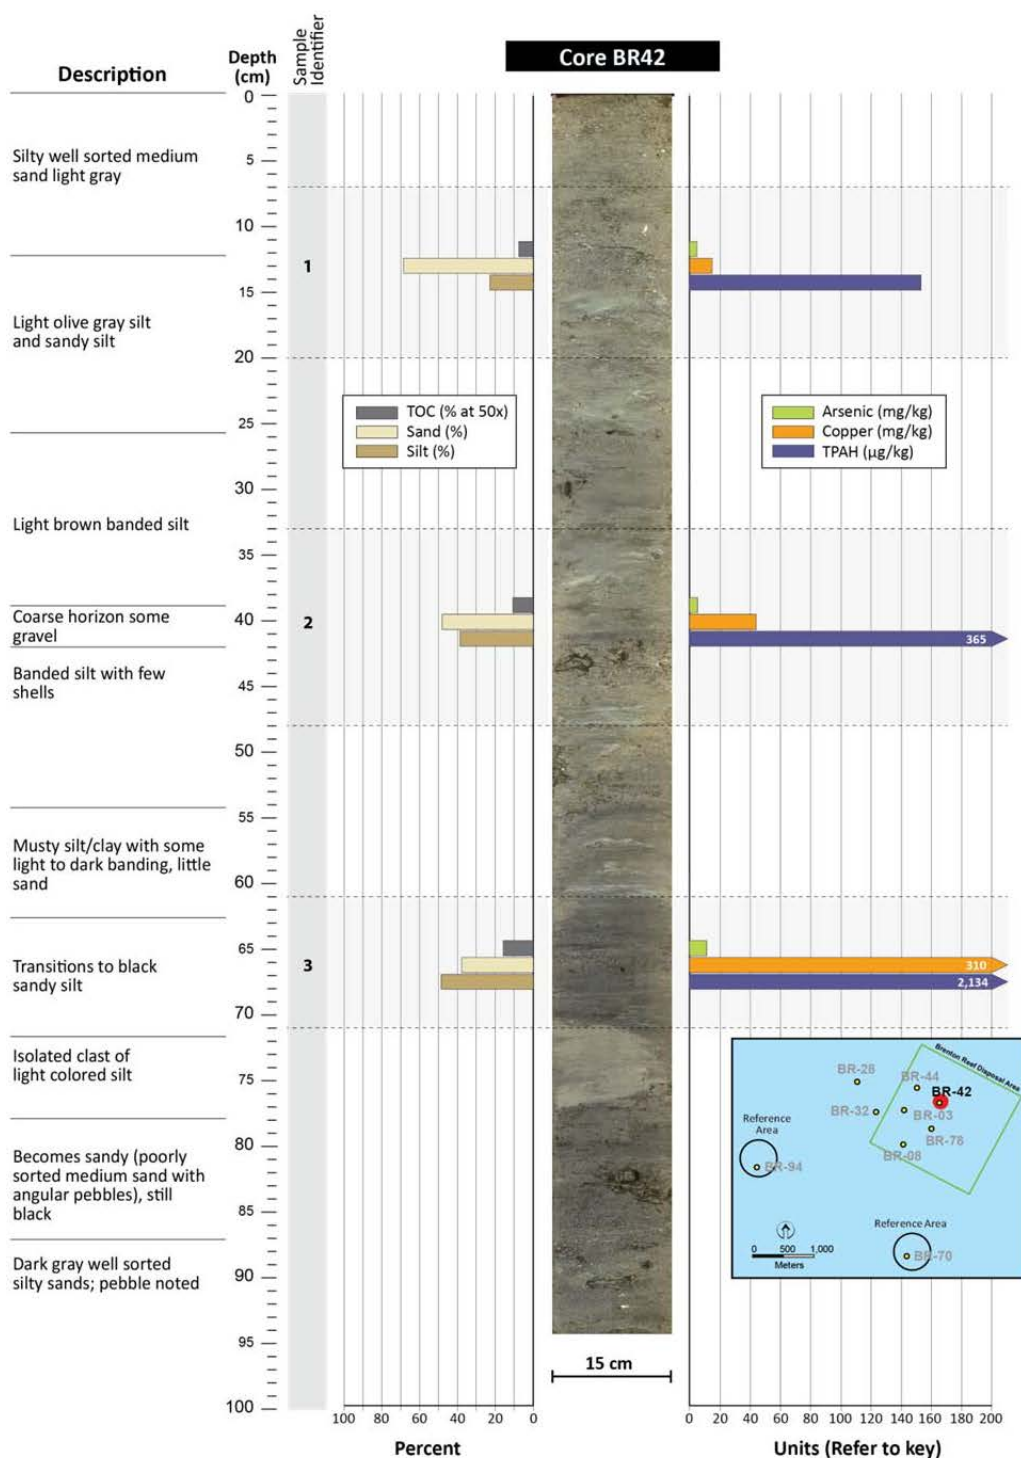 Core BR42
Description
Depth
(cm)
Sample
Identifier
0
5
10
15
20
25
30
35
40
45
50
55
60
65
70
75
80
85
90
95
100
Silty well sorted medium
sand light gray
Light olive gray silt
and sandy silt
Light brown banded silt
Coarse horizon some
gravel
Banded silt with few
shells
Musty silt/clay with some
light to dark banding, little
sand
Transitions to black
sandy silt
Isolated clast of
light colored silt
Becomes sandy (poorly
sorted medium sand with
angular pebbles), still
black
Dark gray well sorted
silty sands; pebble noted
1
2
3
TOC (% at 50x)
Sand (%)
Silt (%)
Arsenic (mg/kg)
Copper (mg/kg)
TPAH (µg/kg)
365
310
2,134
Brenton Reef Disposal Area
BR-28
BR-44
BR-42
BR-32
BR-03
BR-78
BR-08
Reference
Area
BR-94
Reference Area
BR-70
0 500 1,000
Meters
15 cm
100 80 60 40 20 0
Percent
0 20 40 60 80 100 120 140 160 180 200
Units (Refer to key)